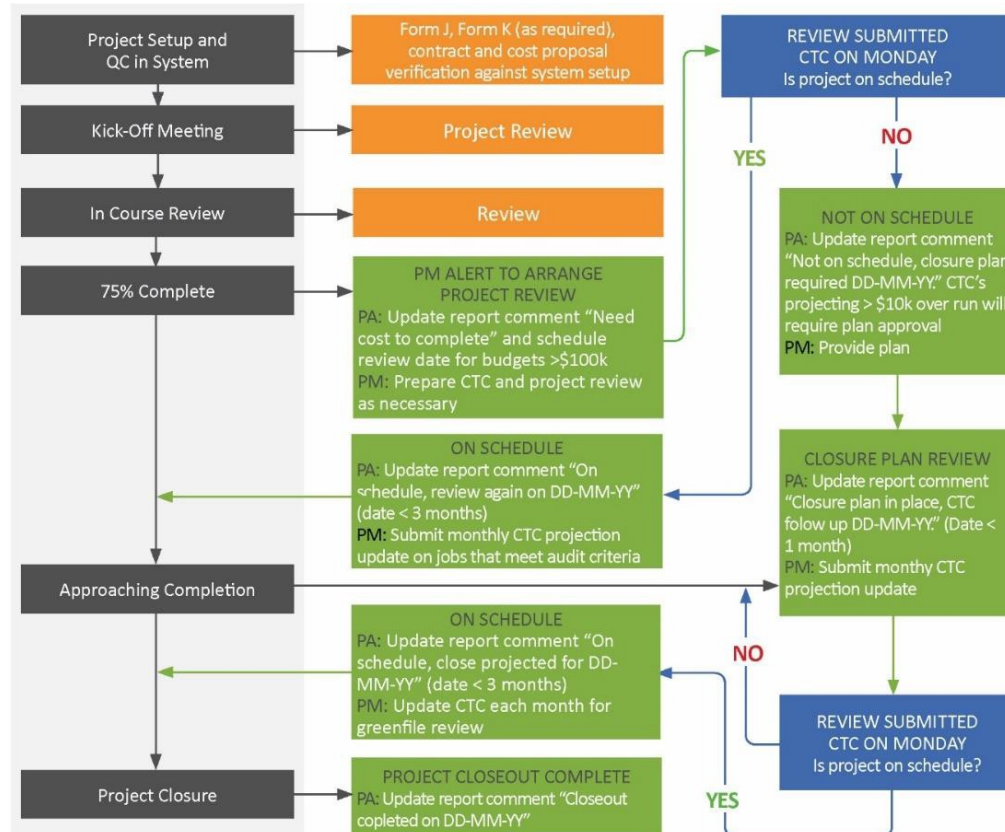 Project Setup and
QC in System
Form J, Form K (as required),
contract and cost proposal
verification against system setup
REVIEW SUBMITTED
CTC ON MONDAY
Is project on schedule?
Kick-Off Meeting
Project Review
YES
NO
In Course Review
Review
NOT ON SCHEDULE
PA: Update report comment
“Not on schedule, closure plan
required DD-MM-YY.” CTC’s
projecting > $10k over run will
require plan approval
PM: Provide plan
75% Complete
PM ALERT TO ARRANGE
PROJECT REVIEW
PA: Update report comment “Need
cost to complete” and schedule
review date for budgets >$100k
PM: Prepare CTC and project review
as necessary
ON SCHEDULE
PA: Update report comment “On
schedule, review again on DD-MM-YY”
(date < 3 months)
PM: Submit monthly CTC projection
update on jobs that meet audit criteria
CLOSURE PLAN REVIEW
PA: Update report comment
“Closure plan in place, CTC
folow up DD-MM-YY.” (Date <
1 month)
PM: Submit monthy CTC
projection update
Approaching Completion
ON SCHEDULE
PA: Update report comment “On
schedule, close projected for DD-
MM-YY” (date < 3 months)
PM: Update CTC each month for
greenfile review
NO
REVIEW SUBMITTED
CTC ON MONDAY
Is project on schedule?
YES
Project Closure
PROJECT CLOSEOUT COMPLETE
PA: Update report comment “Closeout
copleted on DD-MM-YY”